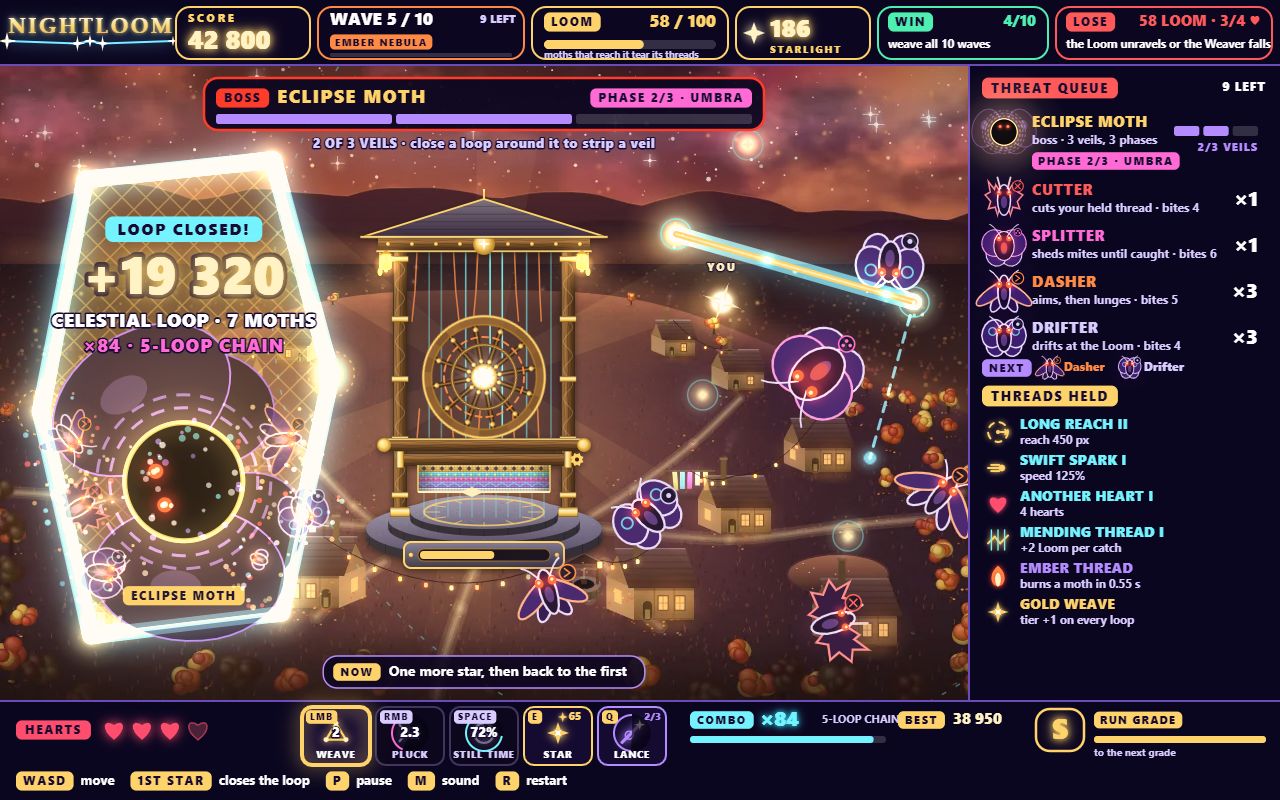 NIGHTLOOM
SCORE
42 800
WAVE 5 / 10
9 LEFT
EMBER NEBULA
LOOM
58 / 100
moths that reach it tear its threads
186
STARLIGHT
WIN
4/10
weave all 10 waves
LOSE
58 LOOM · 3/4 ♥
the Loom unravels or the Weaver falls
BOSS
ECLIPSE MOTH
PHASE 2/3 · UMBRA
2 OF 3 VEILS · close a loop around it to strip a veil
LOOP CLOSED!
+19 320
CELESTIAL LOOP · 7 MOTHS
×84 · 5-LOOP CHAIN
ECLIPSE MOTH
YOU
NOW
One more star, then back to the first
THREAT QUEUE
9 LEFT
ECLIPSE MOTH
boss · 3 veils, 3 phases
2/3 VEILS
PHASE 2/3 · UMBRA
CUTTER
cuts your held thread · bites 4
×1
SPLITTER
sheds mites until caught · bites 6
×1
DASHER
aims, then lunges · bites 5
×3
DRIFTER
drifts at the Loom · bites 4
×3
NEXT
Dasher
Drifter
THREADS HELD
LONG REACH II
reach 450 px
SWIFT SPARK I
speed 125%
ANOTHER HEART I
4 hearts
MENDING THREAD I
+2 Loom per catch
EMBER THREAD
burns a moth in 0.55 s
GOLD WEAVE
tier +1 on every loop
HEARTS
LMB
2
WEAVE
RMB
2.3
PLUCK
SPACE
72%
STILL TIME
E
65
STAR
Q
2/3
LANCE
COMBO
×84
5-LOOP CHAIN
BEST
38 950
S
RUN GRADE
to the next grade
WASD
move
1ST STAR
closes the loop
P
pause
M
sound
R
restart